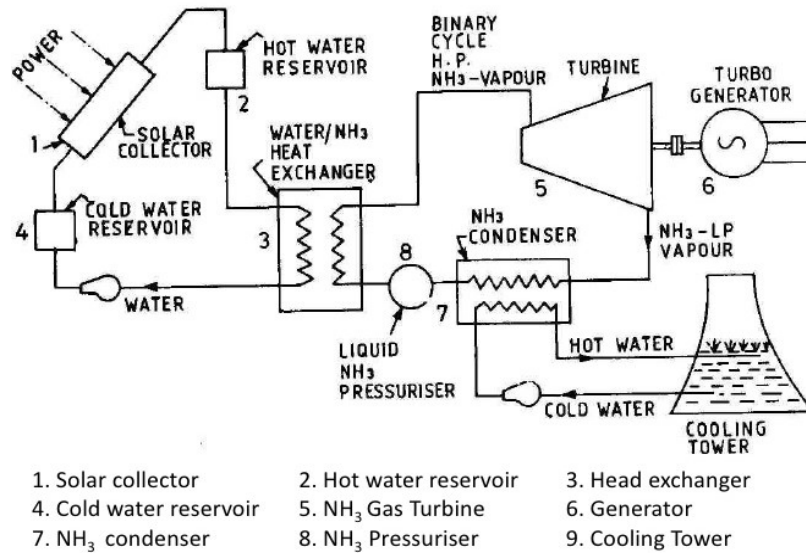 POWER
HOT WATER
RESERVOIR
2
1
SOLAR
COLLECTOR
BINARY
CYCLE
H.P.
NH3-VAPOUR
TURBINE
TURBO
GENERATOR
WATER/NH3
HEAT
EXCHANGER
5
6
4
COLD WATER
RESERVOIR
3
8
NH3
CONDENSER
NH3-LP
VAPOUR
WATER
7
LIQUID
NH3
PRESSURISER
HOT WATER
COLD WATER
COOLING
TOWER
1. Solar collector 2. Hot water reservoir 3. Head exchanger
4. Cold water reservoir 5. NH3 Gas Turbine 6. Generator
7. NH3 condenser 8. NH3 Pressuriser 9. Cooling Tower